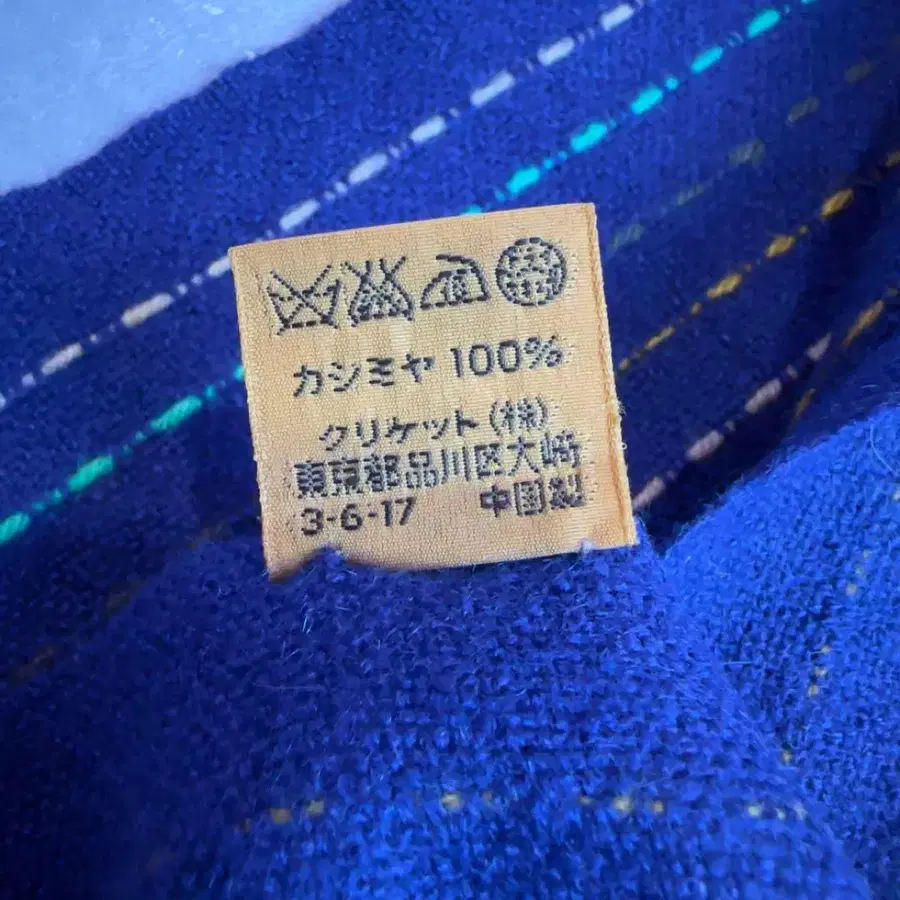 カシミヤ 100%
クリケット(株)
東京都品川区大崎
3-6-17 中国製